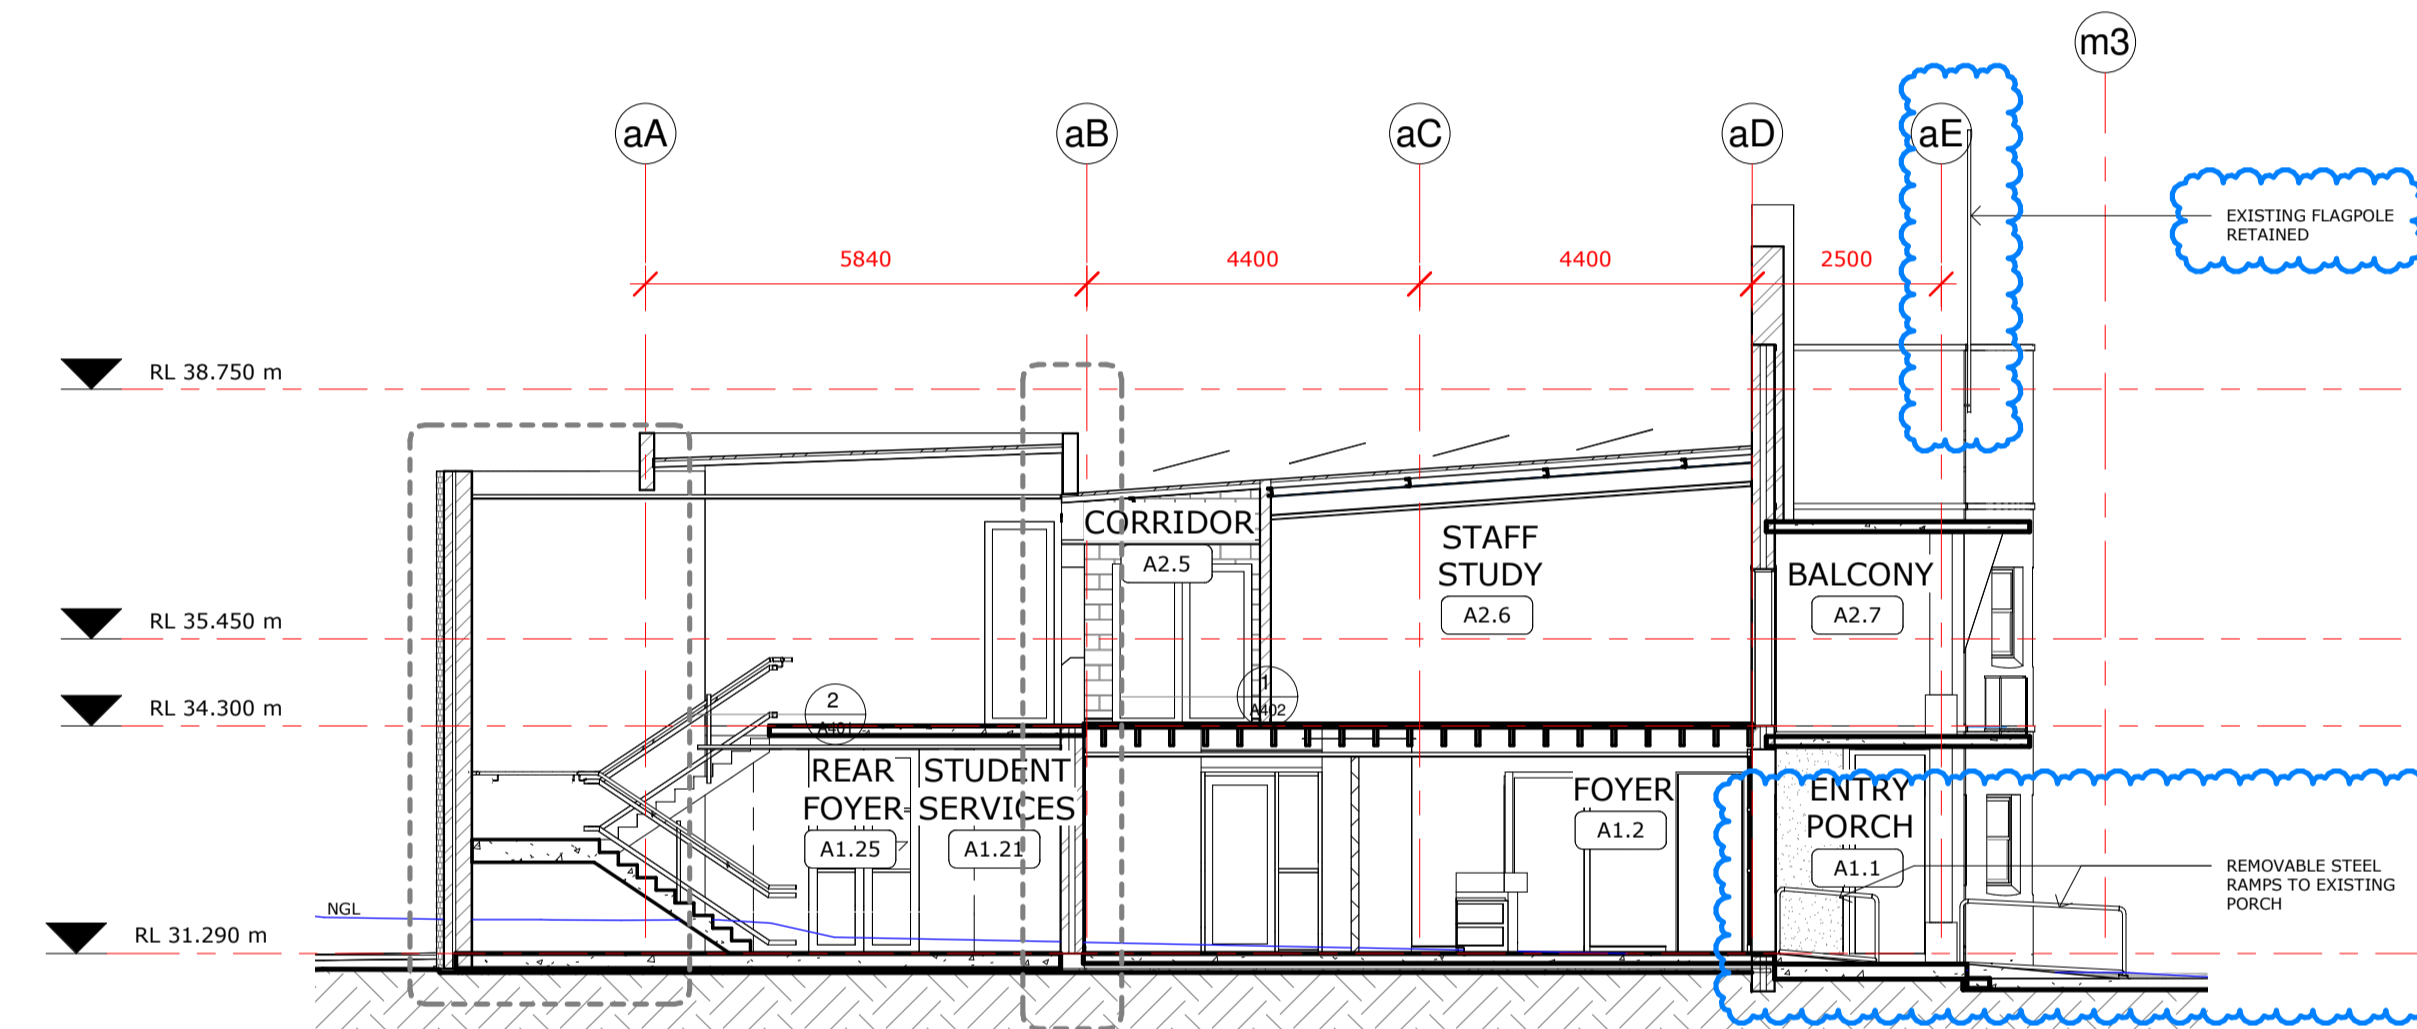 m3
aA
aB
aC
aD
aE
EXISTING FLAGPOLE
RETAINED
5840
4400
4400
2500
RL 38.750 m
CORRIDOR
A2.5
STAFF
STUDY
A2.6
BALCONY
A2.7
RL 35.450 m
RL 34.300 m
2
A401
1
A402
REAR
FOYER
A1.25
STUDENT
SERVICES
A1.21
FOYER
A1.2
ENTRY
PORCH
A1.1
REMOVABLE STEEL
RAMPS TO EXISTING
PORCH
NGL
RL 31.290 m